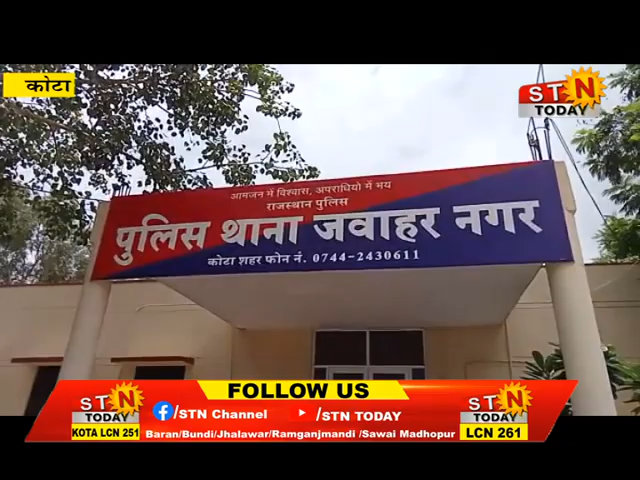 कोटा
STN
TODAY
आमजन में विश्वास, अपराधियो में भय
राजस्थान पुलिस
पुलिस थाना जवाहर नगर
कोटा शहर फोन नं. 0744-2430611
FOLLOW US
STN
TODAY
KOTA LCN 251
/STN Channel
/STN TODAY
Baran/Bundi/Jhalawar/Ramganjmandi /Sawai Madhopur
STN
TODAY
LCN 261